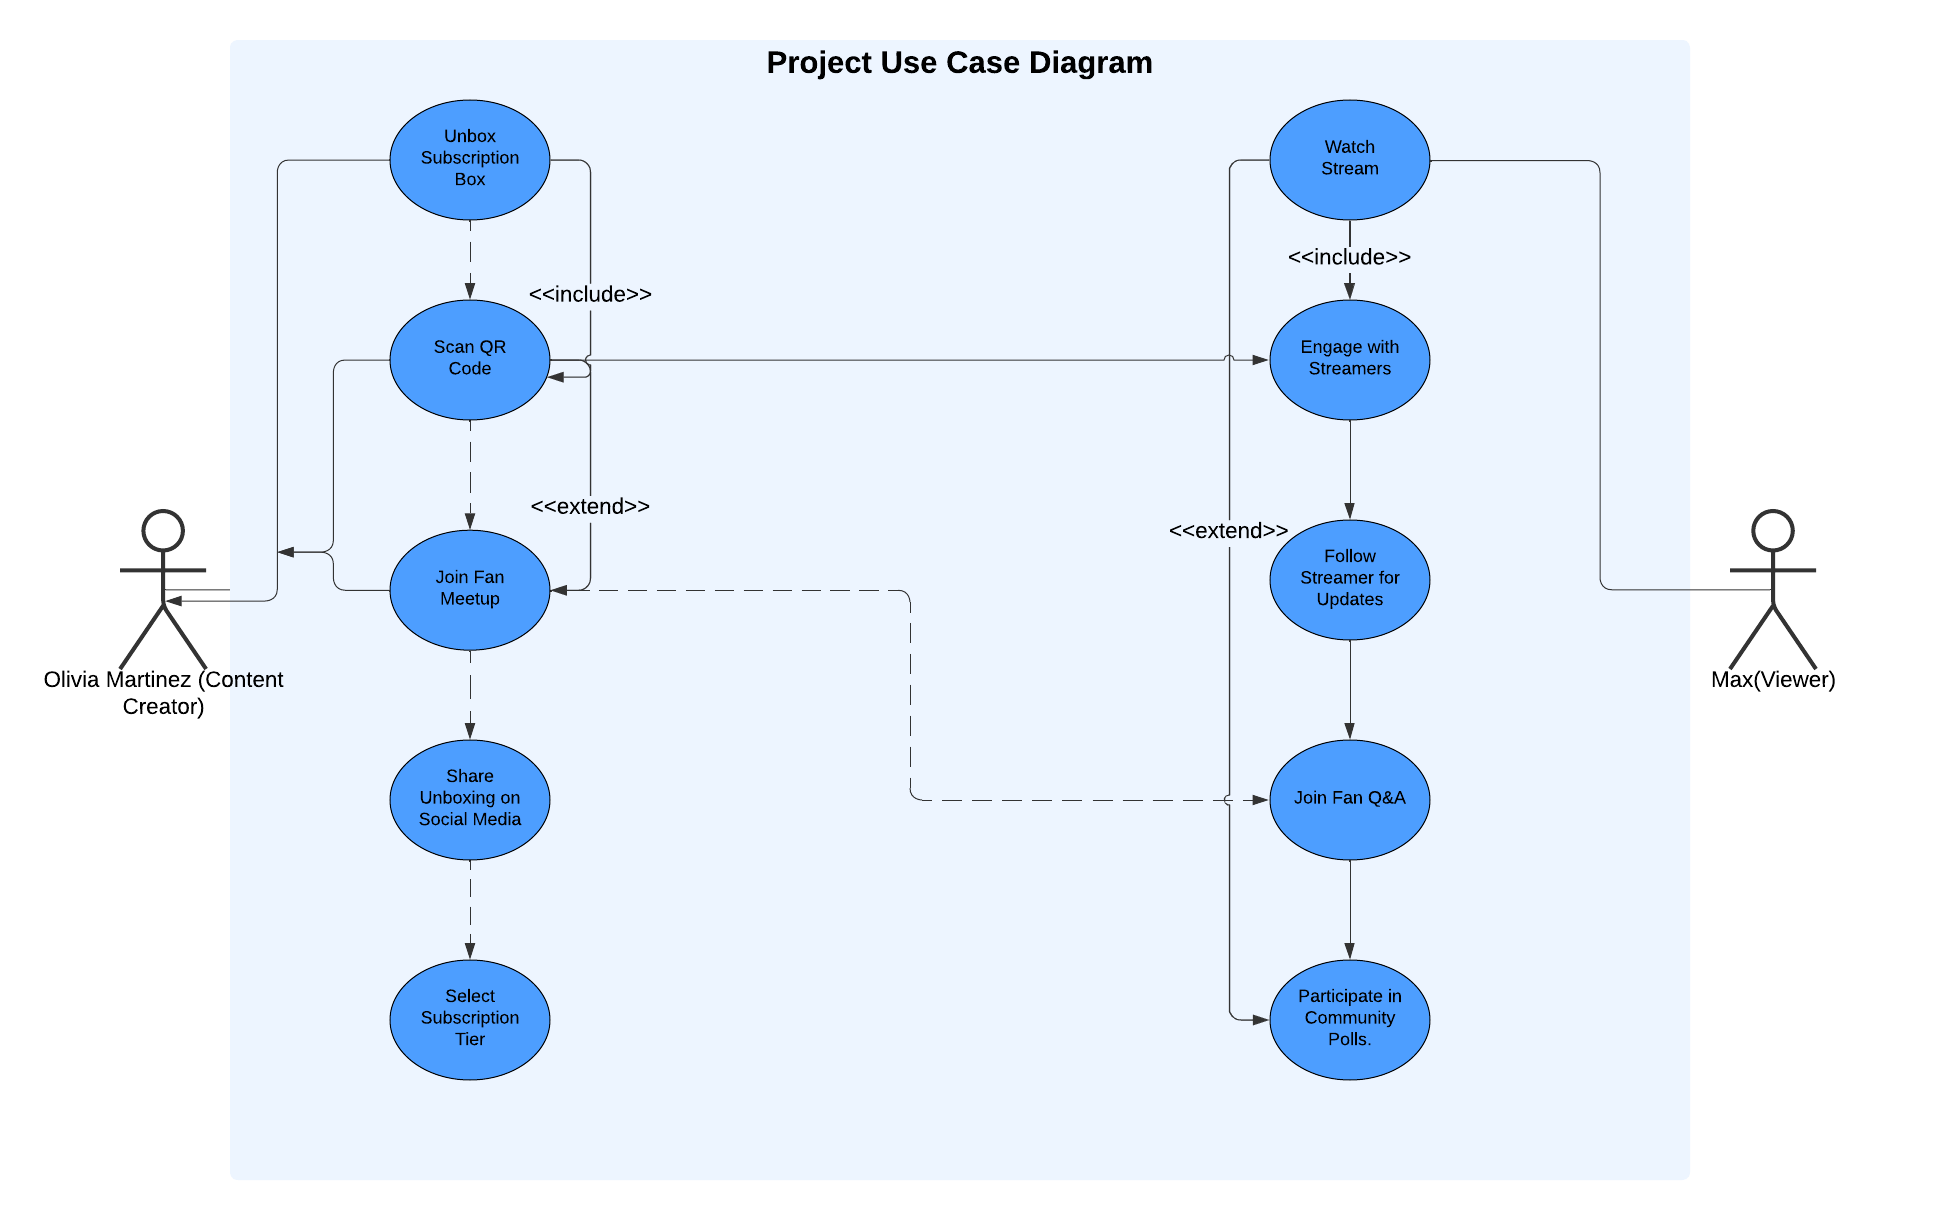 Project Use Case Diagram
Unbox
Subscription
Box
Watch
Stream
<<include>>
<<include>>
Scan QR
Code
Engage with
Streamers
<<extend>>
<<extend>>
Join Fan
Meetup
Follow
Streamer for
Updates
Olivia Martinez (Content
Creator)
Max(Viewer)
Share
Unboxing on
Social Media
Join Fan Q&A
Select
Subscription
Tier
Participate in
Community
Polls.